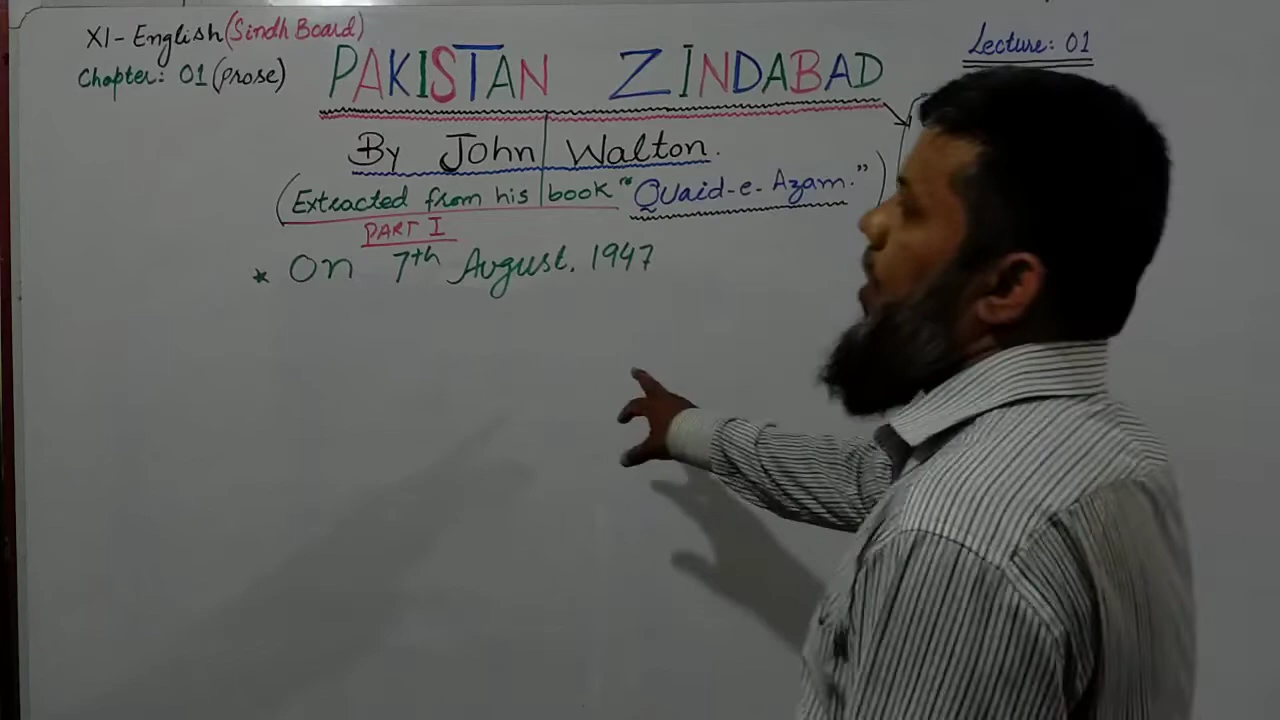 XI- English (Sindh Board)
Chapter: 01 (prose)
PAKISTAN ZINDABAD
Lecture: 01
By John Walton.
(Extracted from his book "Quaid-e-Azam.")
PART I
* On 7th August, 1947